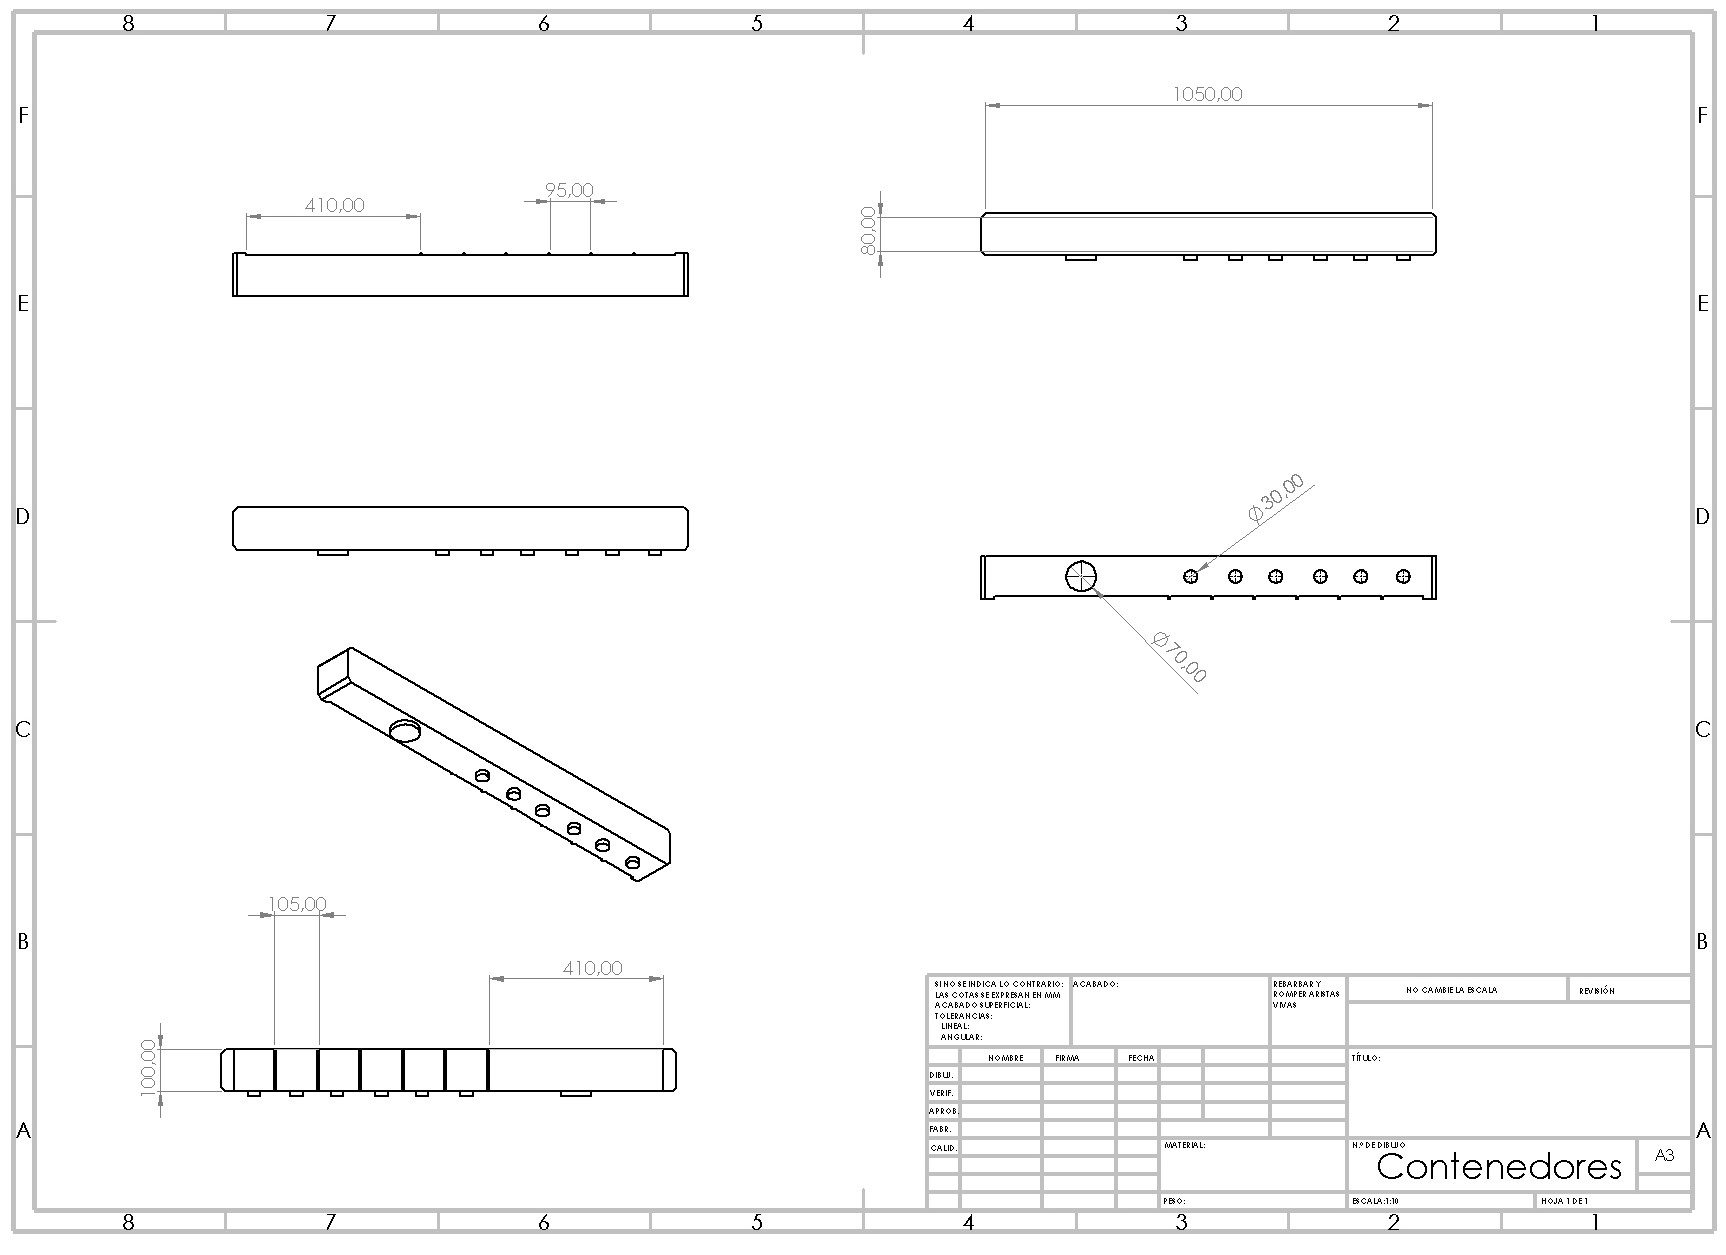 8 7 6 5 4 3 2 1
F F
1050,00
95,00
410,00
80,00
E E
Ø30,00
D D
Ø70,00
C C
105,00
B B
410,00
100,00
A A
SI NO SE INDICA LO CONTRARIO:
LAS COTAS SE EXPRESAN EN MM
ACABADO SUPERFICIAL:
TOLERANCIAS:
LINEAL:
ANGULAR:
ACABADO:
REBARBAR Y
ROMPER ARISTAS
VIVAS
NO CAMBIE LA ESCALA
REVISIÓN
NOMBRE FIRMA FECHA
DIBUJ.
VERIF.
APROB.
FABR.
CALID.
TÍTULO:
MATERIAL:
N.º DE DIBUJO
Contenedores
A3
PESO:
ESCALA:1:10
HOJA 1 DE 1
8 7 6 5 4 3 2 1